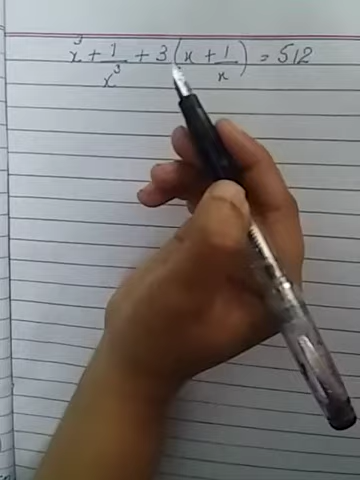 x³ + 1/x³ + 3(x + 1/x) = 512